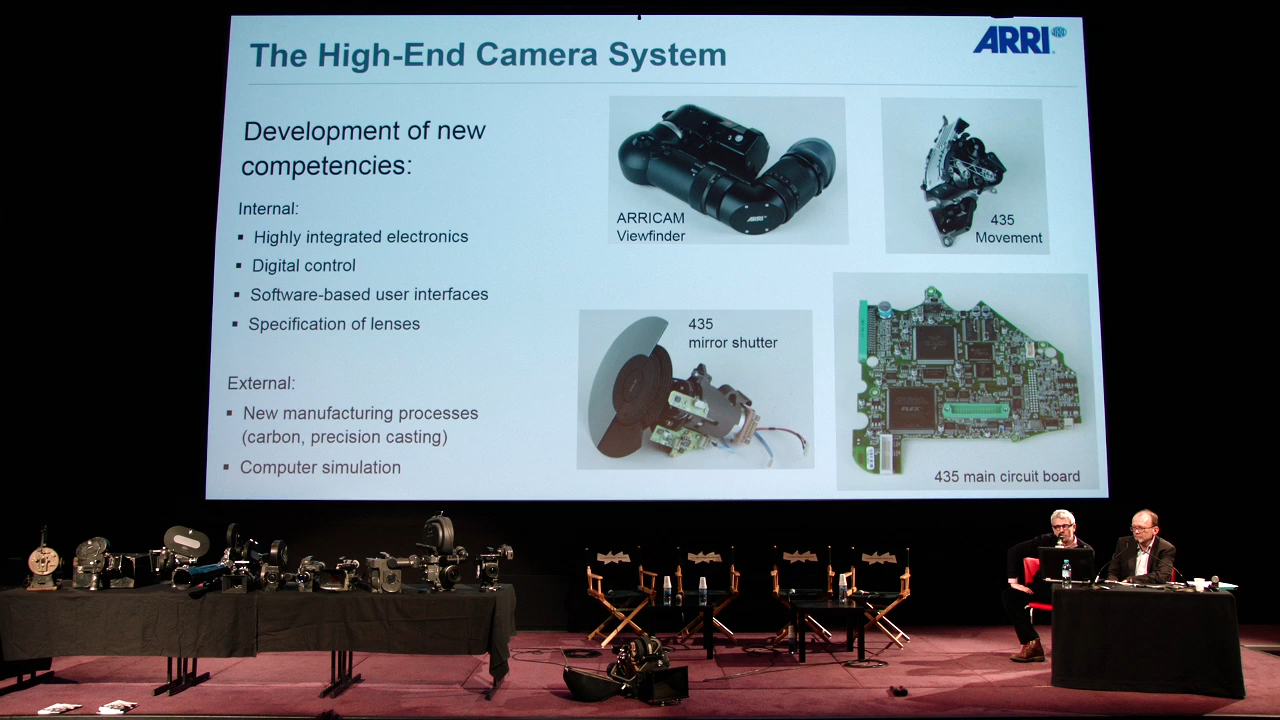 The High-End Camera System
ARRI
Development of new
competencies:
Internal:
▪ Highly integrated electronics
▪ Digital control
▪ Software-based user interfaces
▪ Specification of lenses
External:
▪ New manufacturing processes
(carbon, precision casting)
▪ Computer simulation
ARRI
ARRICAM
Viewfinder
435
Movement
435
mirror shutter
FLEX
435 main circuit board